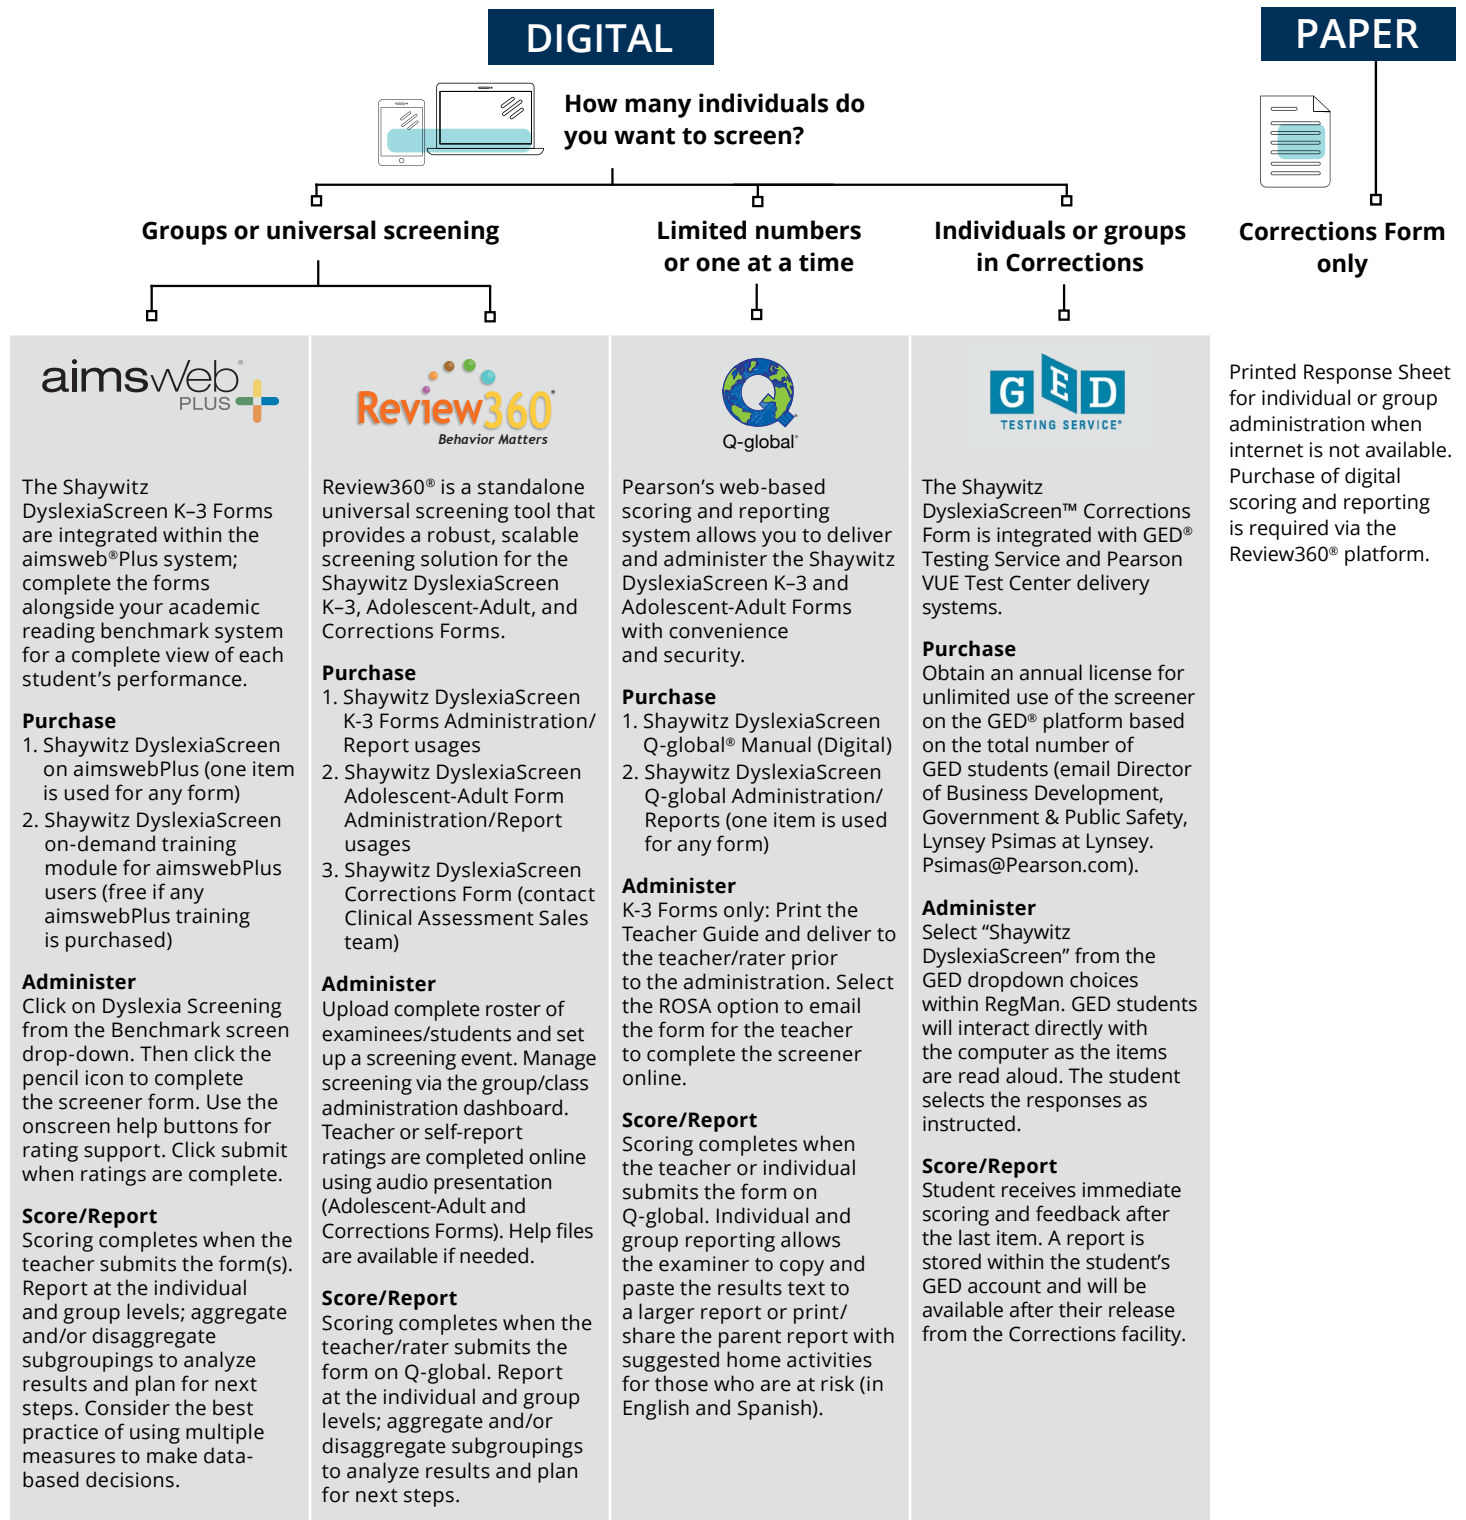 DIGITAL
How many individuals do
you want to screen?
Groups or universal screening
Limited numbers
or one at a time
Individuals or groups
in Corrections
PAPER
Corrections Form
only
aimsweb®
PLUS
The Shaywitz
DyslexiaScreen K–3 Forms
are integrated within the
aimsweb®Plus system;
complete the forms
alongside your academic
reading benchmark system
for a complete view of each
student’s performance.
Purchase
1. Shaywitz DyslexiaScreen
on aimswebPlus (one item
is used for any form)
2. Shaywitz DyslexiaScreen
on-demand training
module for aimswebPlus
users (free if any
aimswebPlus training
is purchased)
Administer
Click on Dyslexia Screening
from the Benchmark screen
drop-down. Then click the
pencil icon to complete
the screener form. Use the
onscreen help buttons for
rating support. Click submit
when ratings are complete.
Score/Report
Scoring completes when the
teacher submits the form(s).
Report at the individual
and group levels; aggregate
and/or disaggregate
subgroupings to analyze
results and plan for next
steps. Consider the best
practice of using multiple
measures to make data-
based decisions.
Review360®
Behavior Matters
Review360® is a standalone
universal screening tool that
provides a robust, scalable
screening solution for the
Shaywitz DyslexiaScreen
K–3, Adolescent-Adult, and
Corrections Forms.
Purchase
1. Shaywitz DyslexiaScreen
K-3 Forms Administration/
Report usages
2. Shaywitz DyslexiaScreen
Adolescent-Adult Form
Administration/Report
usages
3. Shaywitz DyslexiaScreen
Corrections Form (contact
Clinical Assessment Sales
team)
Administer
Upload complete roster of
examinees/students and set
up a screening event. Manage
screening via the group/class
administration dashboard.
Teacher or self-report
ratings are completed online
using audio presentation
(Adolescent-Adult and
Corrections Forms). Help files
are available if needed.
Score/Report
Scoring completes when the
teacher/rater submits the
form on Q-global. Report
at the individual and group
levels; aggregate and/or
disaggregate subgroupings
to analyze results and plan
for next steps.
Q-global®
Pearson’s web-based
scoring and reporting
system allows you to deliver
and administer the Shaywitz
DyslexiaScreen K–3 and
Adolescent-Adult Forms
with convenience
and security.
Purchase
1. Shaywitz DyslexiaScreen
Q-global® Manual (Digital)
2. Shaywitz DyslexiaScreen
Q-global Administration/
Reports (one item is used
for any form)
Administer
K-3 Forms only: Print the
Teacher Guide and deliver to
the teacher/rater prior
to the administration. Select
the ROSA option to email
the form for the teacher
to complete the screener
online.
Score/Report
Scoring completes when
the teacher or individual
submits the form on
Q-global. Individual and
group reporting allows
the examiner to copy and
paste the results text to
a larger report or print/
share the parent report with
suggested home activities
for those who are at risk (in
English and Spanish).
GED
TESTING SERVICE®
The Shaywitz
DyslexiaScreen™ Corrections
Form is integrated with GED®
Testing Service and Pearson
VUE Test Center delivery
systems.
Purchase
Obtain an annual license for
unlimited use of the screener
on the GED® platform based
on the total number of
GED students (email Director
of Business Development,
Government & Public Safety,
Lynsey Psimas at Lynsey.
Psimas@Pearson.com).
Administer
Select “Shaywitz
DyslexiaScreen” from the
GED dropdown choices
within RegMan. GED students
will interact directly with
the computer as the items
are read aloud. The student
selects the responses as
instructed.
Score/Report
Student receives immediate
scoring and feedback after
the last item. A report is
stored within the student’s
GED account and will be
available after their release
from the Corrections facility.
Printed Response Sheet
for individual or group
administration when
internet is not available.
Purchase of digital
scoring and reporting
is required via the
Review360® platform.